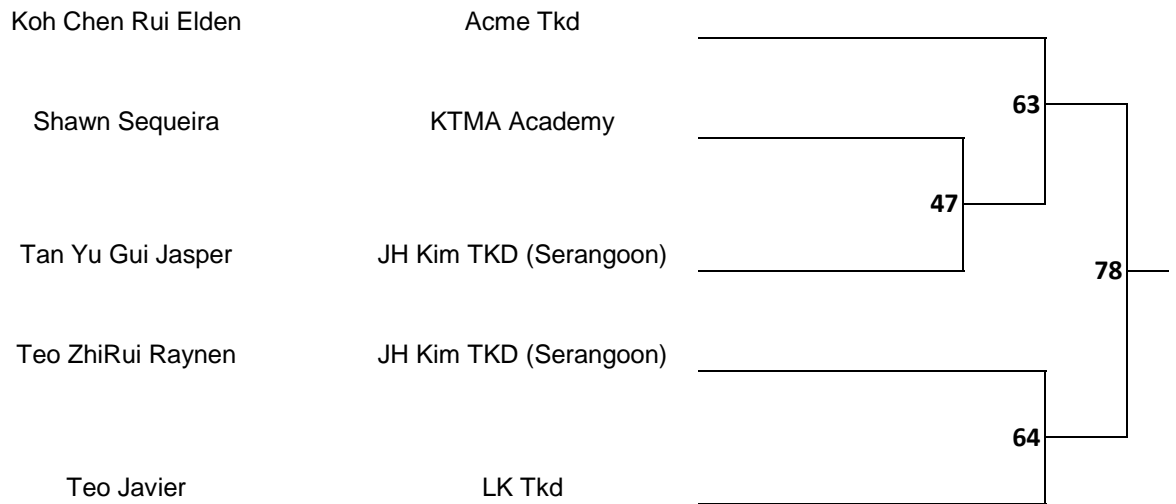 Koh Chen Rui Elden Acme Tkd
63
Shawn Sequeira KTMA Academy
47
Tan Yu Gui Jasper JH Kim TKD (Serangoon)
78
Teo ZhiRui Raynen JH Kim TKD (Serangoon)
64
Teo Javier LK Tkd